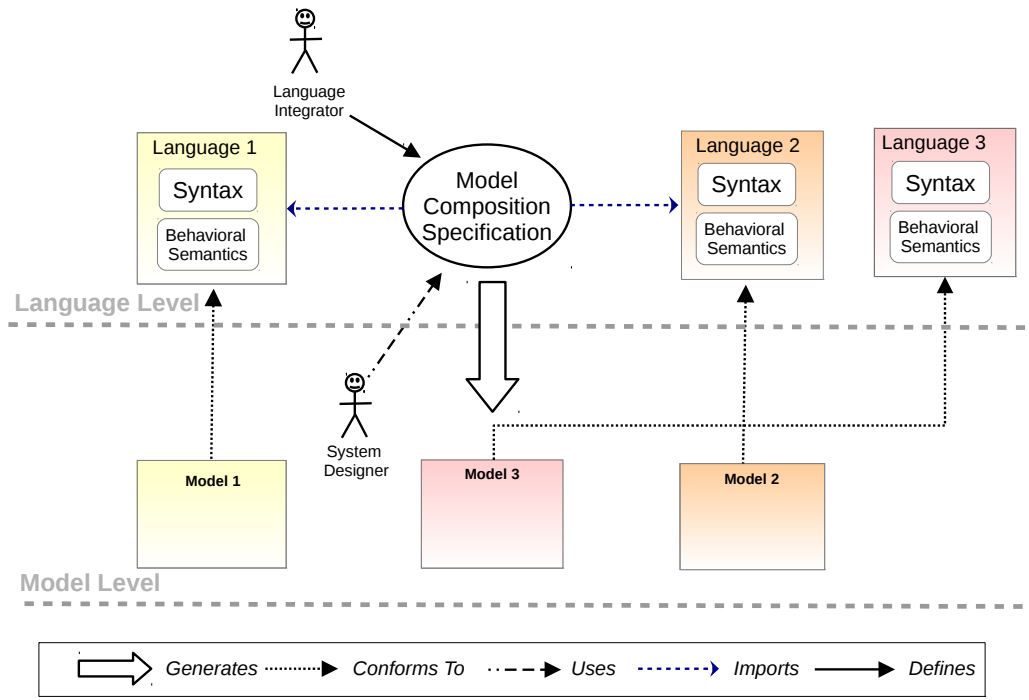 Language
Integrator
Language 1
Syntax
Behavioral
Semantics
Model
Composition
Specification
Language 2
Syntax
Behavioral
Semantics
Language 3
Syntax
Behavioral
Semantics
Language Level
System
Designer
Model 1
Model 3
Model 2
Model Level
Generates
Conforms To
Uses
Imports
Defines